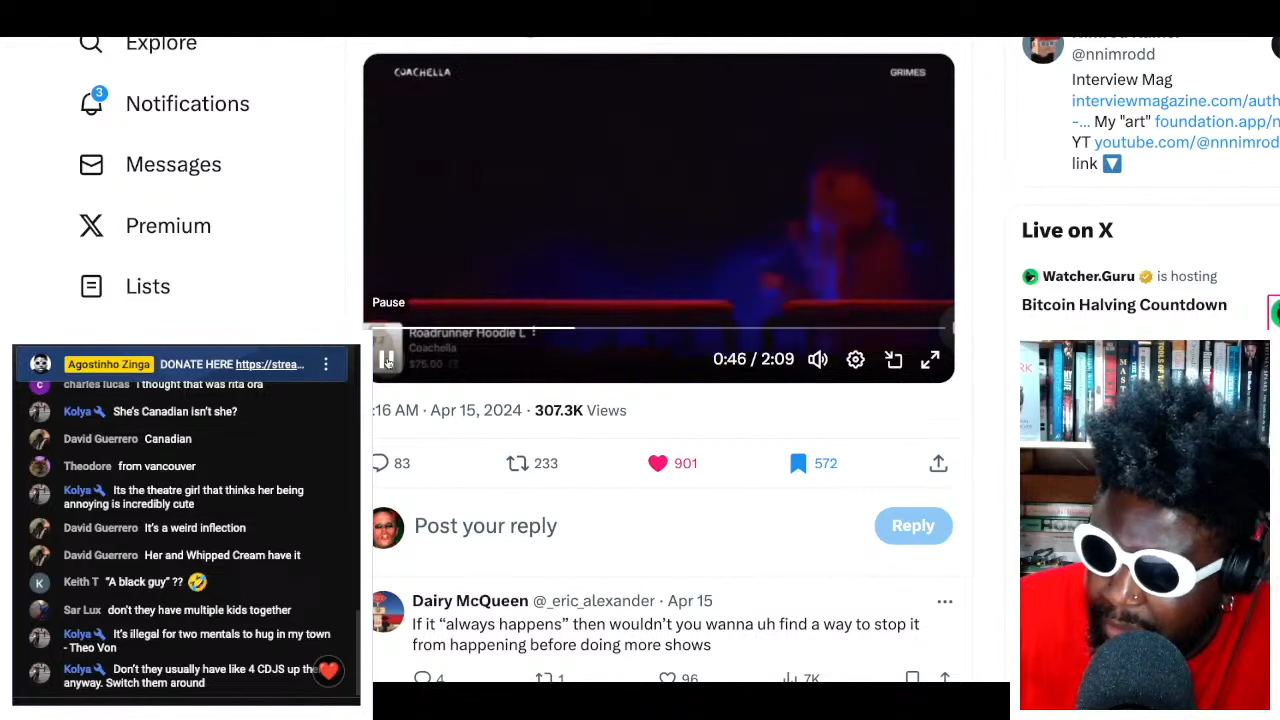 Explore
3
Notifications
Messages
Premium
Lists
COACHELLA
GRIMES
Pause
Roadrunner Hoodie L
Coachella
$75.00
0:46 / 2:09
:16 AM · Apr 15, 2024 · 307.3K Views
83
233
901
572
Post your reply
Reply
Dairy McQueen @_eric_alexander · Apr 15
If it “always happens” then wouldn’t you wanna uh find a way to stop it
from happening before doing more shows
4
1
96
7K
@nnimrodd
Interview Mag
interviewmagazine.com/auth
-... My "art" foundation.app/n
YT youtube.com/@nnnimrod
link
Live on X
Watcher.Guru is hosting
Bitcoin Halving Countdown
Agostinho Zinga DONATE HERE https://strea...
charles lucas I thought that was rita ora
Kolya She's Canadian isn't she?
David Guerrero Canadian
Theodore from vancouver
Kolya Its the theatre girl that thinks her being
annoying is incredibly cute
David Guerrero It's a weird inflection
David Guerrero Her and Whipped Cream have it
K
Keith T “A black guy” ??
Sar Lux don't they have multiple kids together
Kolya It's illegal for two mentals to hug in my town
- Theo Von
Kolya Don't they usually have like 4 CDJS up the
anyway. Switch them around